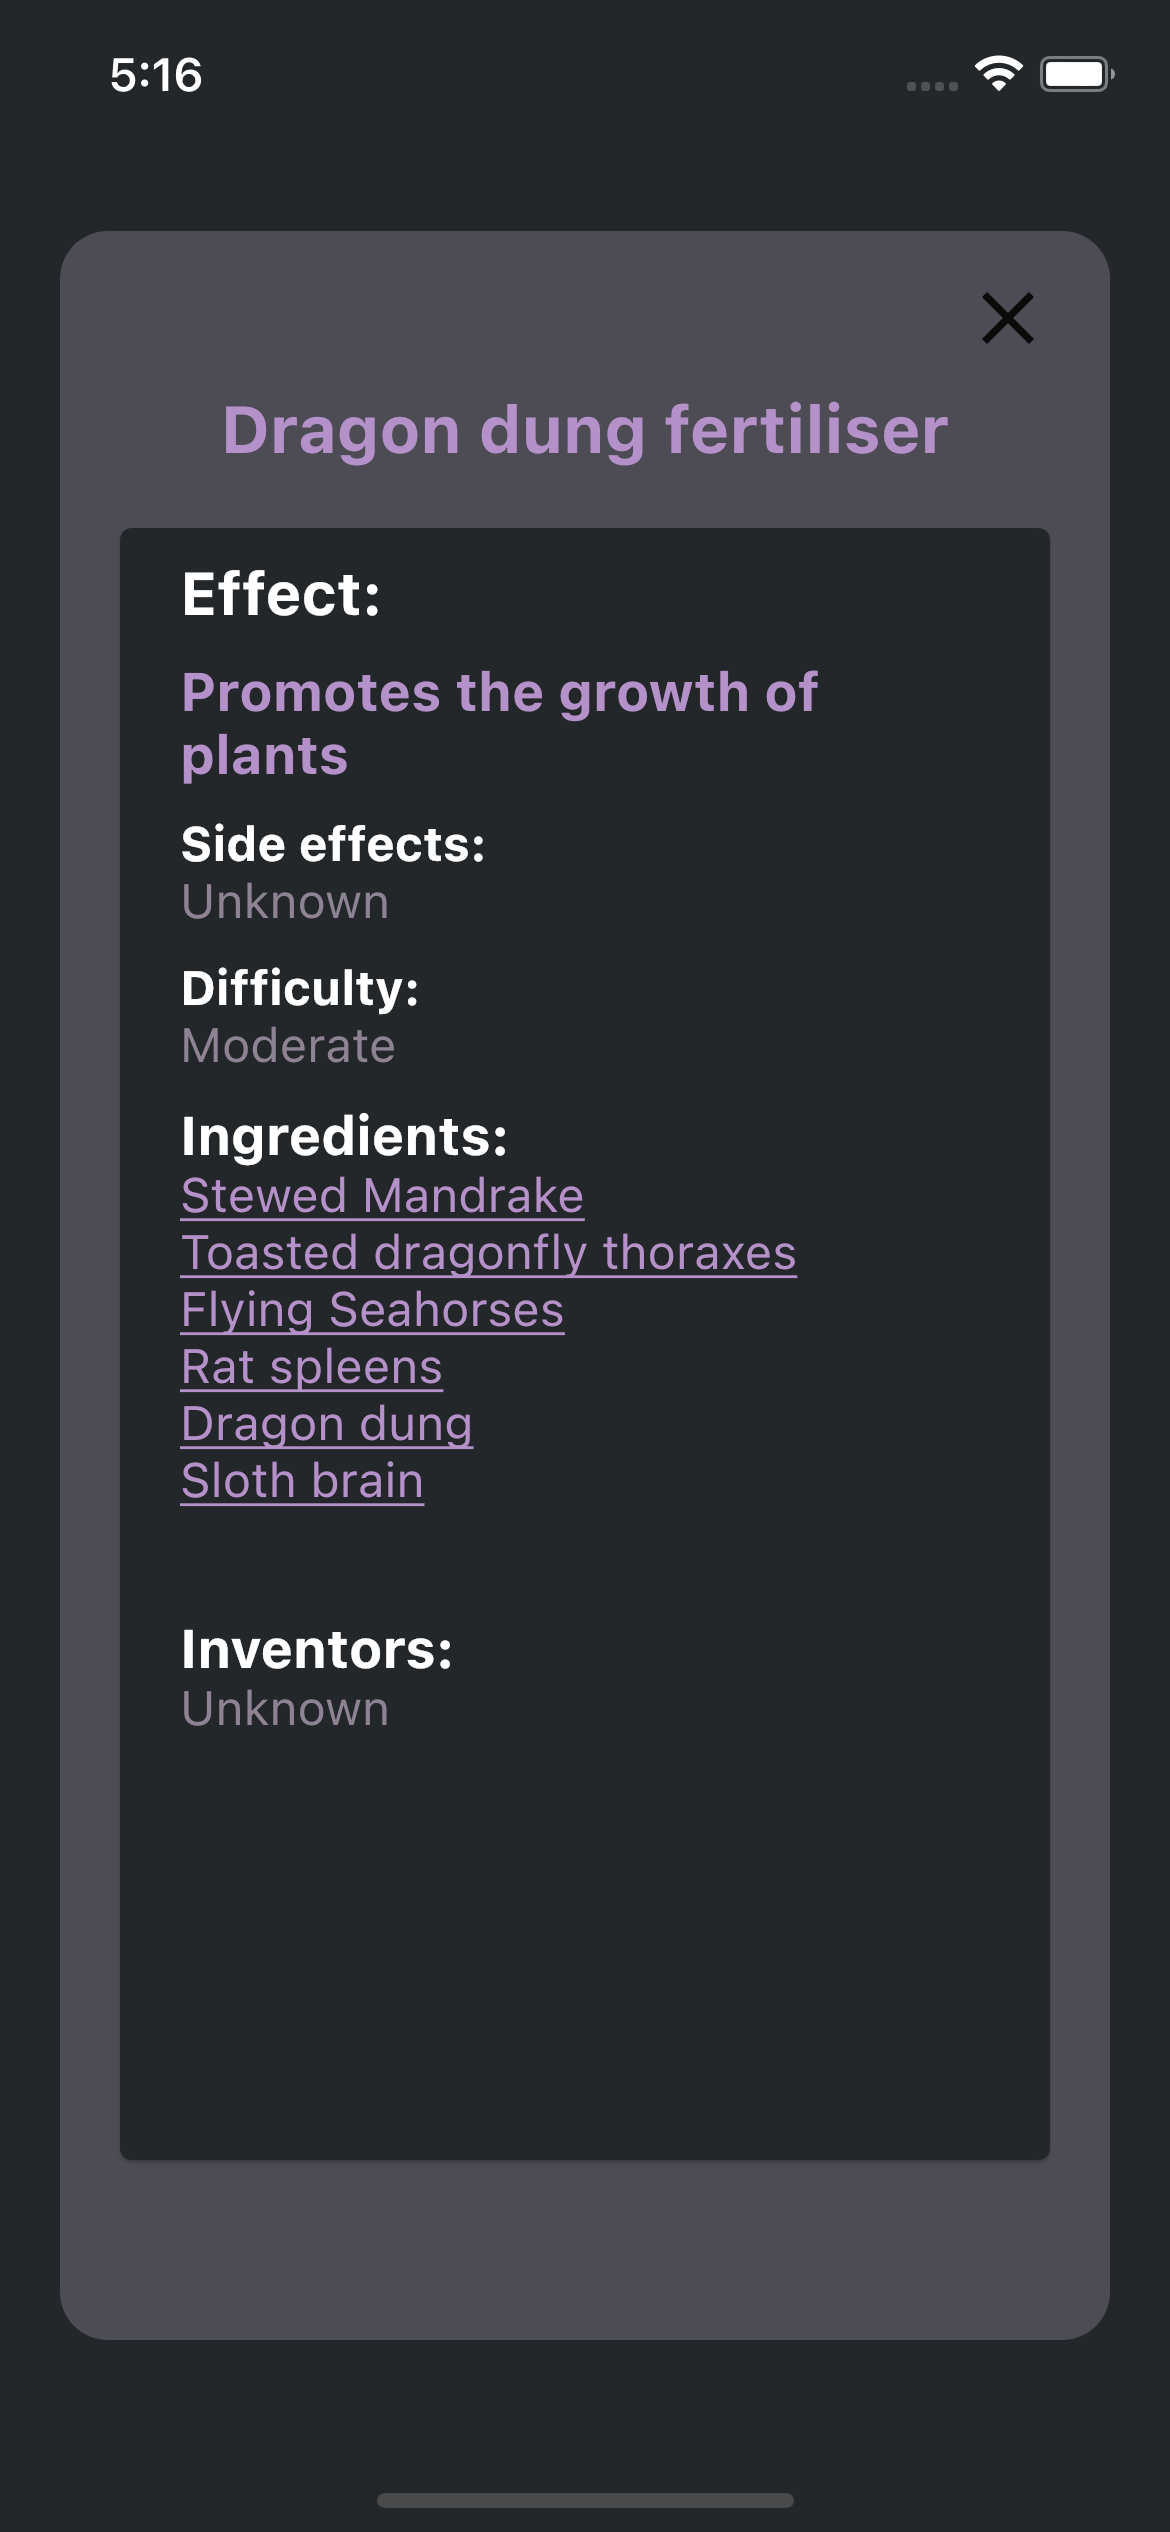 5:16
Dragon dung fertiliser
Effect:
Promotes the growth of
plants
Side effects:
Unknown
Difficulty:
Moderate
Ingredients:
Stewed Mandrake
Toasted dragonfly thoraxes
Flying Seahorses
Rat spleens
Dragon dung
Sloth brain
Inventors:
Unknown